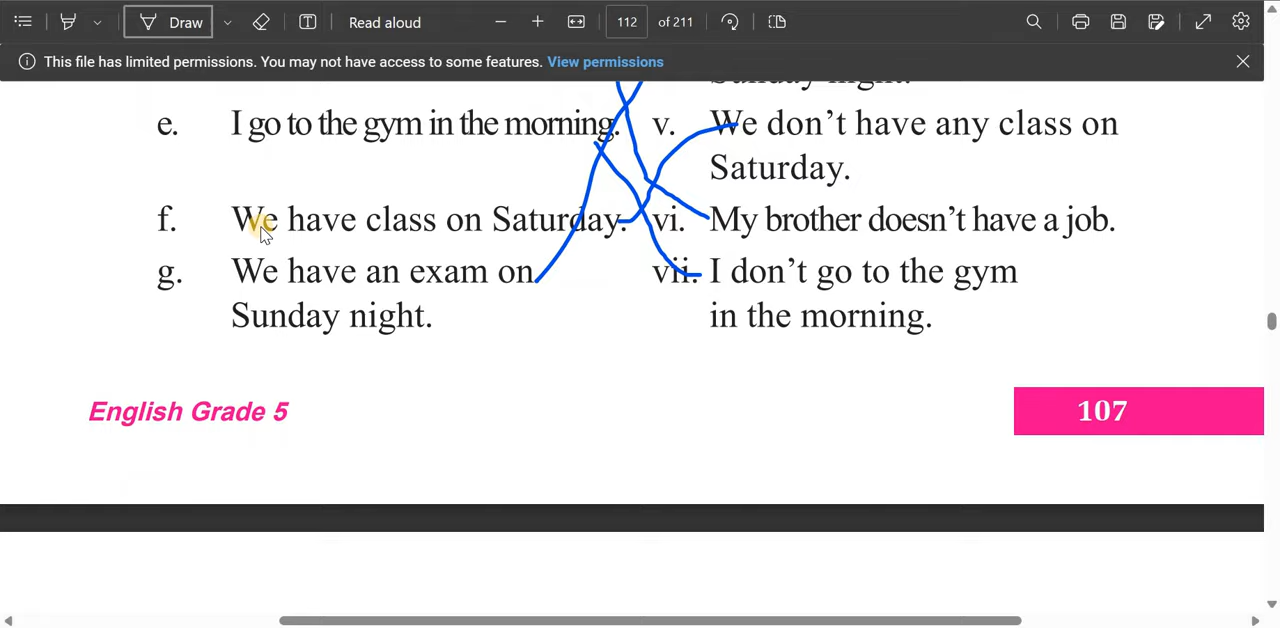 Draw
Read aloud
112 of 211
This file has limited permissions. You may not have access to some features. View permissions
Sunday night.
e. I go to the gym in the morning. v. We don't have any class on
Saturday.
f. We have class on Saturday. vi. My brother doesn't have a job.
g. We have an exam on vii. I don't go to the gym
Sunday night. in the morning.
English Grade 5 107